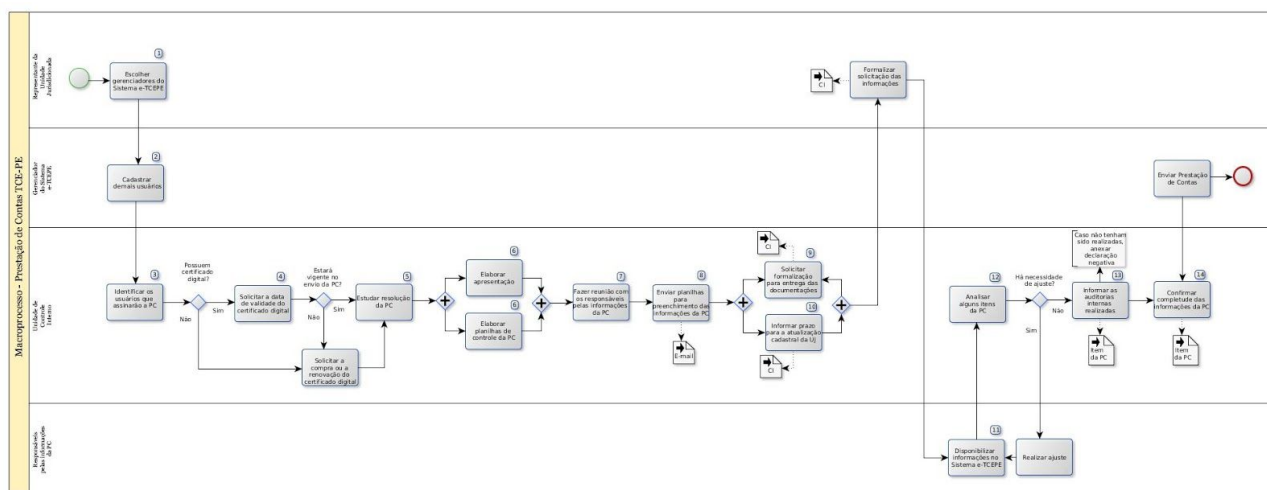 Macroprocesso - Prestação de Contas TCE-PE
Representante da
Unidade
Jurisdicionada
1
Escolher
gerenciadores do
Sistema e-TCEPE
CI
Formalizar
solicitação das
informações
Gerenciador
do Sistema
e-TCEPE
2
Cadastrar
demais usuários
Enviar Prestação
de Contas
Unidade de
Controle
Interno
3
Identificar os
usuários que
assinarão a PC
Possuem
certificado
digital?
Sim
Não
4
Solicitar a data
de validade do
certificado digital
Estará
vigente no
envio da PC?
Sim
Não
Solicitar a
compra ou a
renovação do
certificado digital
5
Estudar resolução
da PC
6
Elaborar
apresentação
6
Elaborar
planilhas de
controle da PC
7
Fazer reunião com
os responsáveis
pelas informações
da PC
8
Enviar planilhas
para
preenchimento das
informações da PC
E-mail
CI
9
Solicitar
formalização
para entrega das
documentações
10
Informar prazo
para a atualização
cadastral da UJ
CI
12
Analisar
alguns itens
da PC
Há necessidade
de ajuste?
Não
Sim
Caso não tenham
sido realizadas,
anexar
declaração
negativa
13
Informar as
auditorias
internas
realizadas
Item
da PC
14
Confirmar
completude das
informações da PC
Item
da PC
Responsáveis
pelas informações
da PC
11
Disponibilizar
informações no
Sistema e-TCEPE
Realizar ajuste